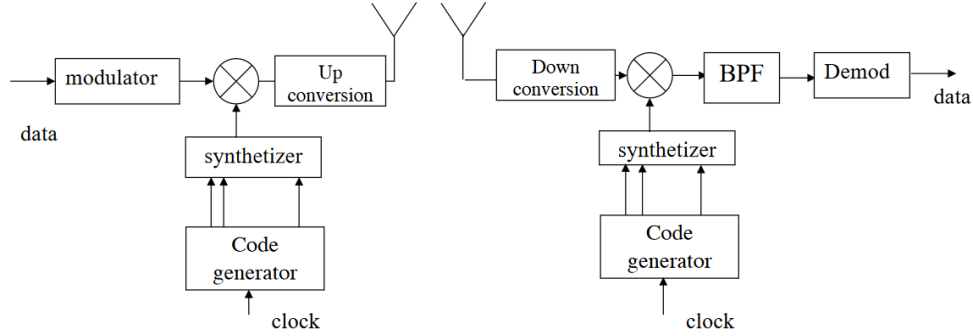 modulator
Up
conversion
Down
conversion
BPF
Demod
data
data
synthetizer
synthetizer
Code
generator
Code
generator
clock
clock